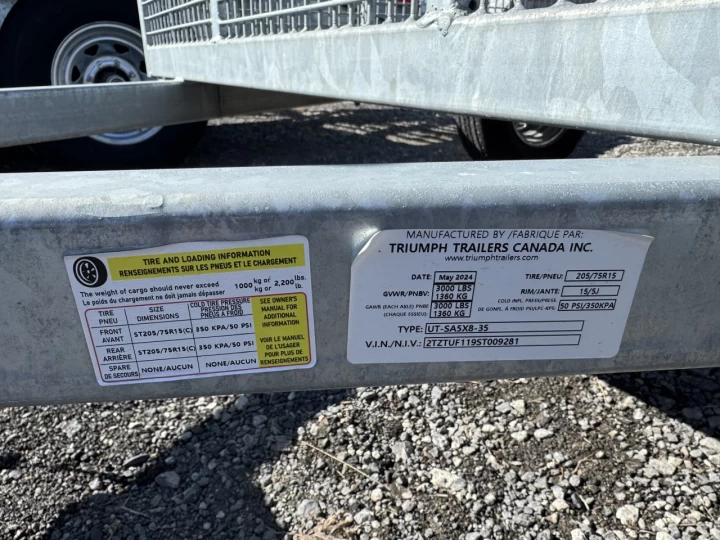 TIRE AND LOADING INFORMATION
RENSEIGNEMENTS SUR LES PNEUS ET LE CHARGEMENT
The weight of cargo should never exceed 1000 kg or 2,200 lbs.
Le poids du chargement ne doit jamais dépasser kg or lb.
TIRE PNEU SIZE DIMENSIONS COLD TIRE PRESSURE PRESSION DES PNEUS A FROID
FRONT AVANT ST205/75R15(C) 350 KPA/50 PSI
REAR ARRIÈRE ST205/75R15(C) 350 KPA/50 PSI
SPARE DE SECOURS NONE/AUCUN NONE/AUCUN
SEE OWNER'S
MANUAL FOR
ADDITIONAL
INFORMATION
VOIR LE MANUEL
DE L'USAGER
POUR PLUS DE
RENSEIGNEMENTS
MANUFACTURED BY /FABRIQUE PAR:
TRIUMPH TRAILERS CANADA INC.
www.triumphtrailers.com
DATE: May 2024 TIRE/PNEU: 205/75R15
GVWR/PNBV: 3000 LBS 1360 KG RIM/JANTE: 15/5J
GAWR (EACH AXLE) PNBE (CHAQUE ESSIEU) 3000 LBS 1360 KG COLD INFL. PRESS/PRESS DE GONFL. À FROID PSI/LPC-KPG. 50 PSI/350KPA
TYPE: UT-SA5X8-35
V.I.N./N.I.V.: 2TZTUF119ST009281